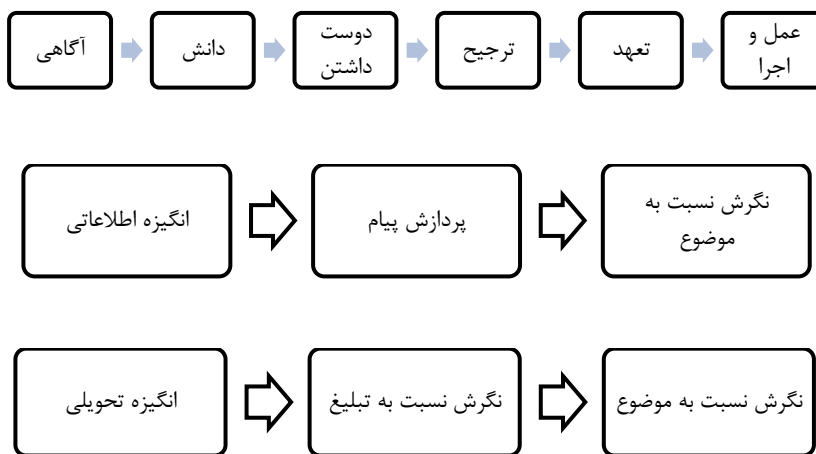 آگاهی
دانش
دوست
داشتن
ترجیح
تعهد
عمل و
اجرا
انگیزه اطلاعاتی
پردازش پیام
نگرش نسبت به
موضوع
انگیزه تحویلی
نگرش نسبت به تبلیغ
نگرش نسبت به موضوع